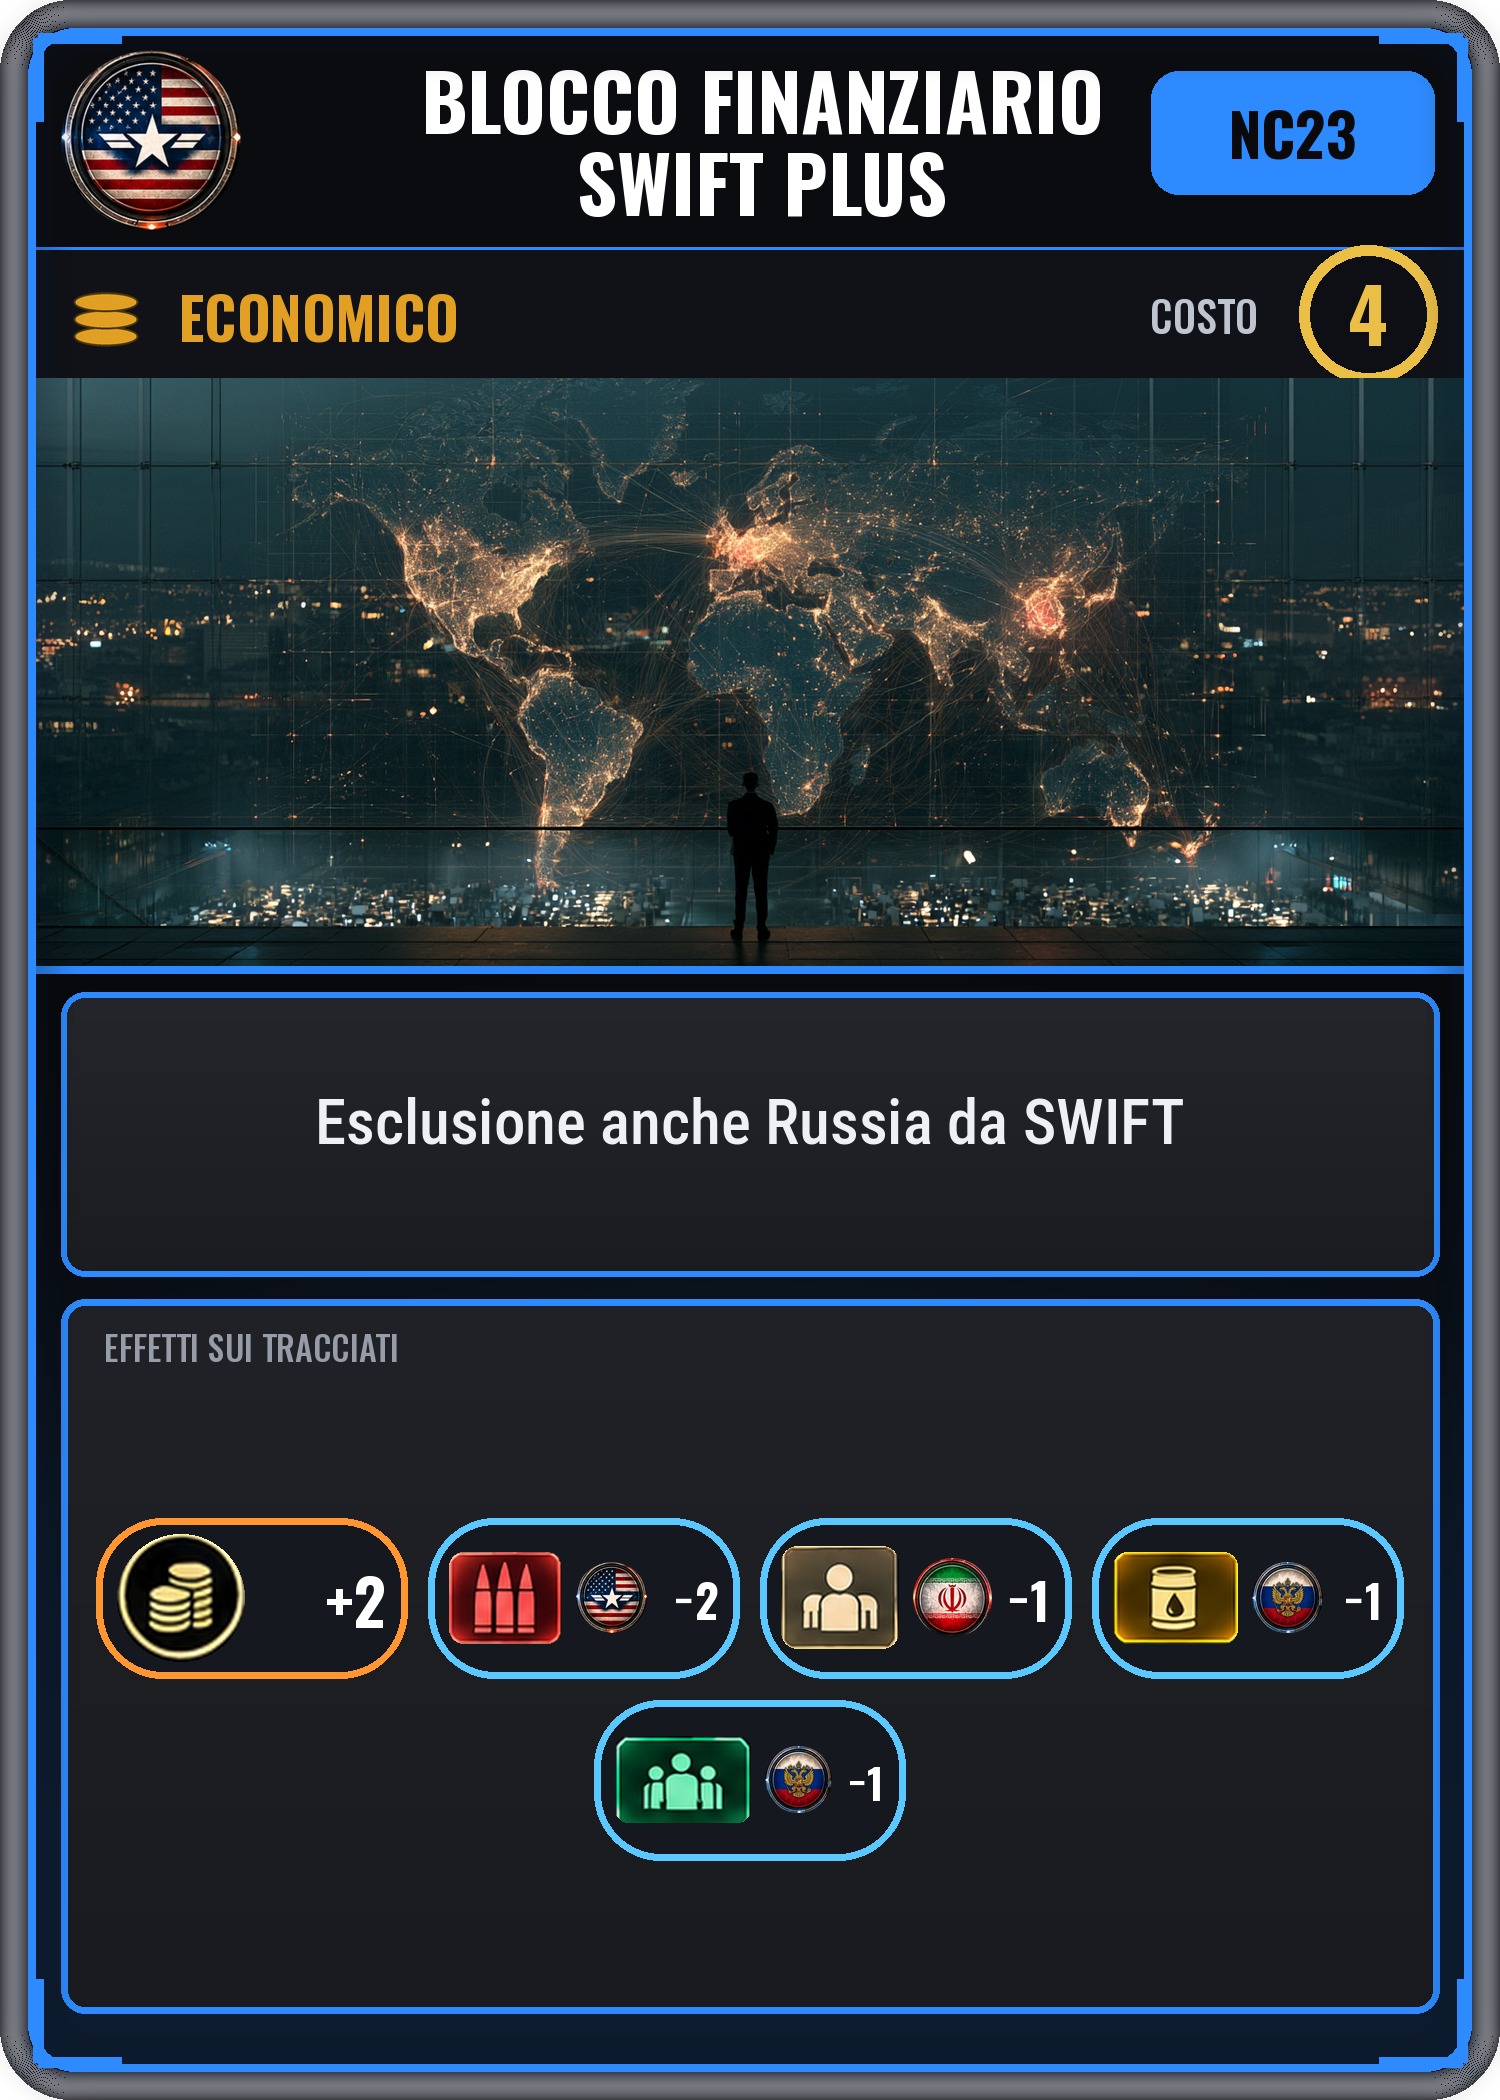 BLOCCO FINANZIARIO
SWIFT PLUS
NC23
ECONOMICO
COSTO
4
Esclusione anche Russia da SWIFT
EFFETTI SUI TRACCIATI
+2
-2
-1
-1
-1